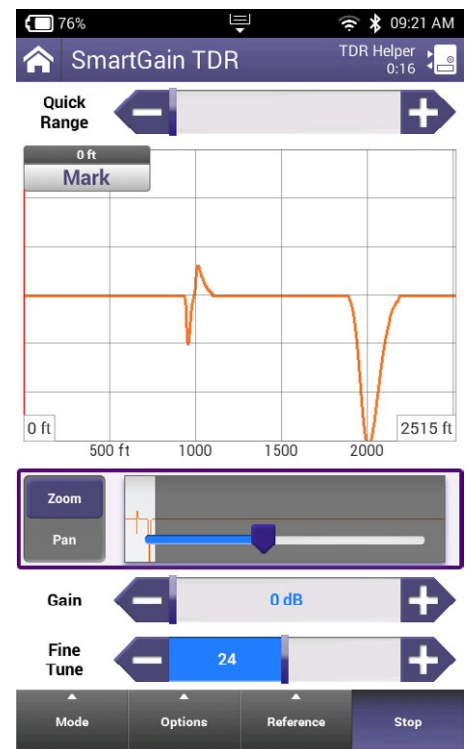 76%
09:21 AM
SmartGain TDR
TDR Helper
0:16
Quick
Range
0 ft
Mark
0 ft
2515 ft
500 ft 1000 1500 2000
Zoom
Pan
Gain
0 dB
Fine
Tune
24
Mode Options Reference Stop